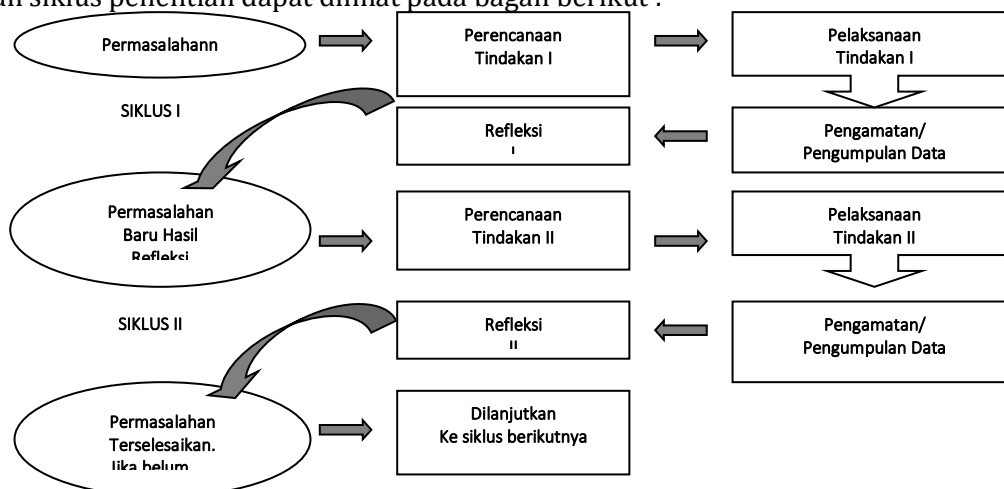 siklus penelitian dapat dilihat pada bagan berikut :
Permasalahann
Perencanaan
Tindakan I
Pelaksanaan
Tindakan I
SIKLUS I
Refleksi
I
Pengamatan/
Pengumpulan Data
Permasalahan
Baru Hasil
Refleksi
Perencanaan
Tindakan II
Pelaksanaan
Tindakan II
SIKLUS II
Refleksi
II
Pengamatan/
Pengumpulan Data
Permasalahan
Terselesaikan.
Jika belum
Dilanjutkan
Ke siklus berikutnya